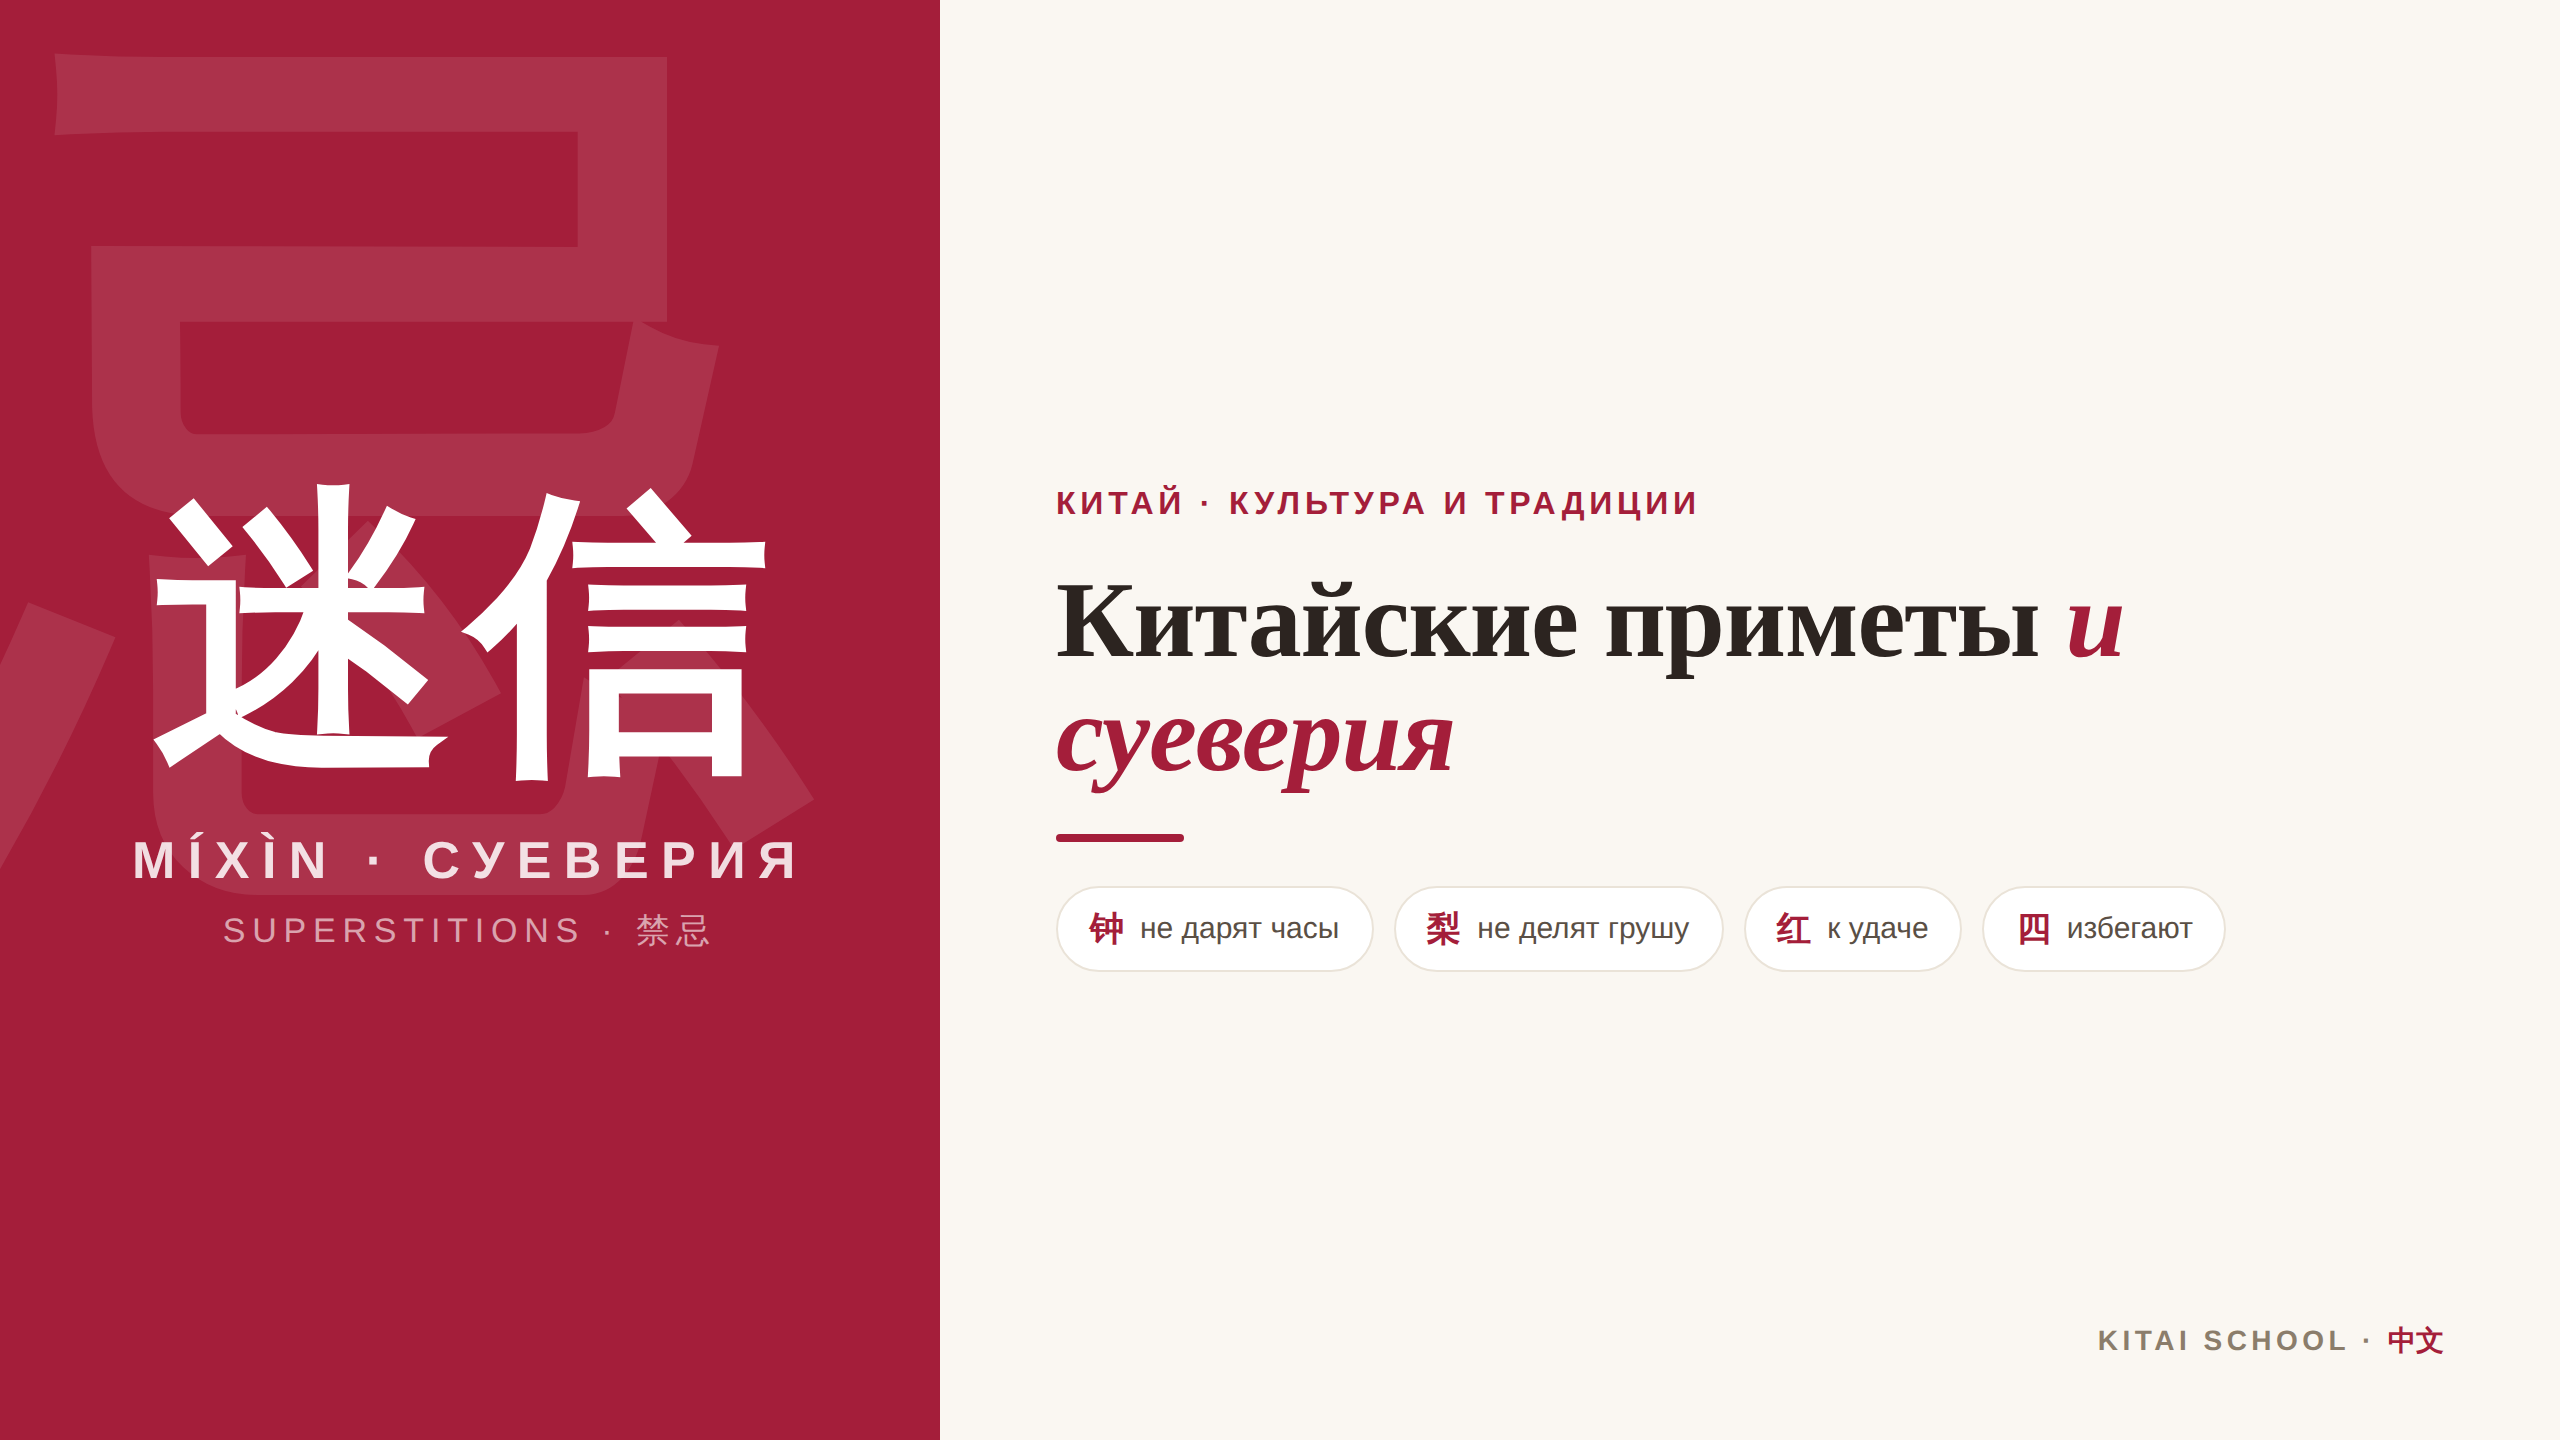 忌
迷信
MÍXÌN · СУЕВЕРИЯ
SUPERSTITIONS · 禁忌
КИТАЙ · КУЛЬТУРА И ТРАДИЦИИ
Китайские приметы и
суеверия
钟 не дарят часы
梨 не делят грушу
红 к удаче
四 избегают
KITAI SCHOOL · 中文